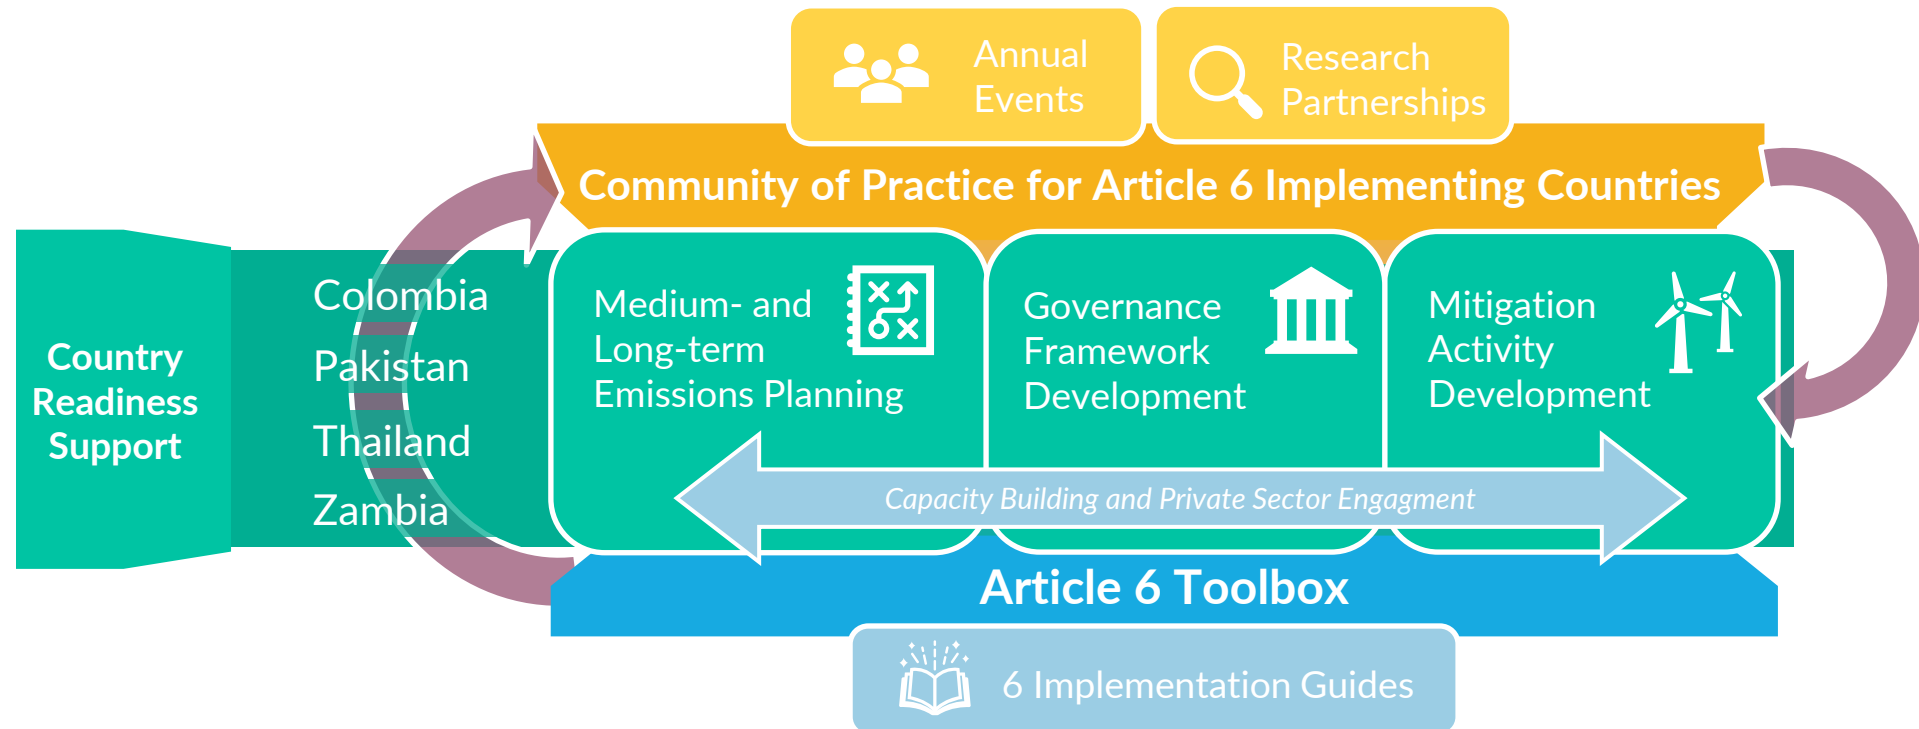 Annual
Events
Research
Partnerships
Community of Practice for Article 6 Implementing Countries
Country
Readiness
Support
Colombia
Pakistan
Thailand
Zambia
Medium- and
Long-term
Emissions Planning
Governance
Framework
Development
Mitigation
Activity
Development
Capacity Building and Private Sector Engagment
Article 6 Toolbox
6 Implementation Guides